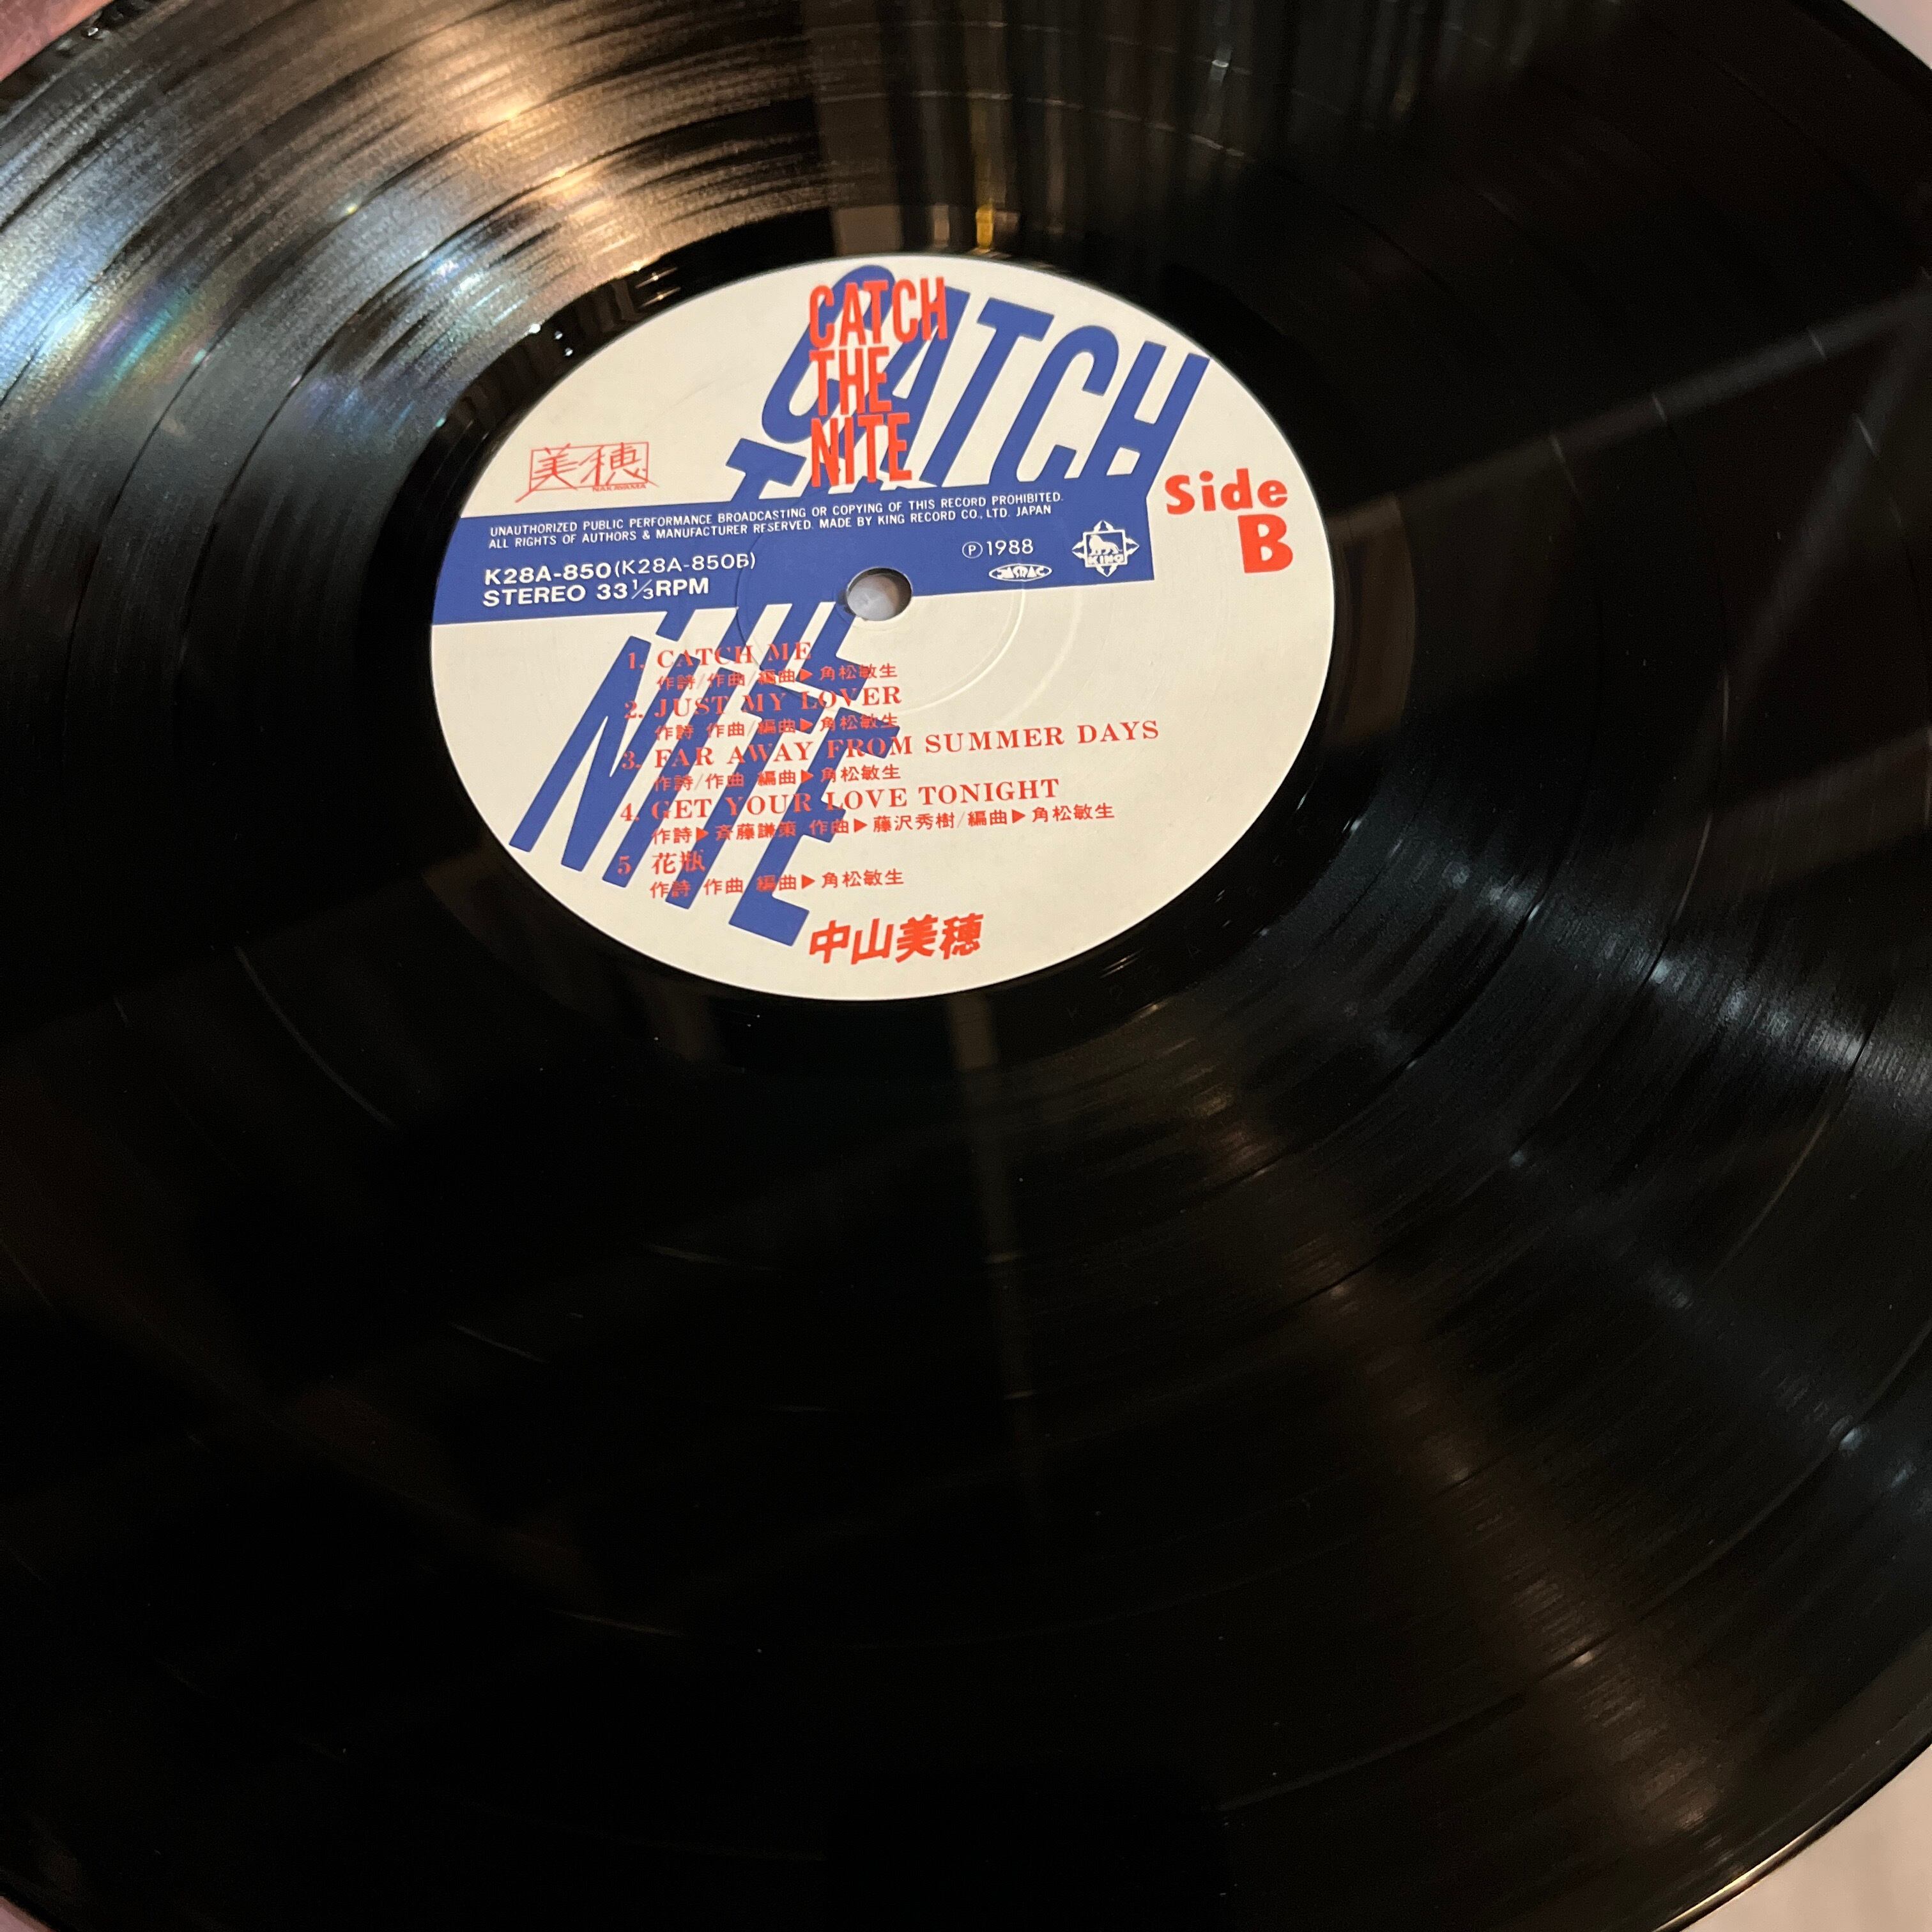 CATCH
THE
NITE
CATCH
THE
NITE
美穂
NAKAYAMA
Side
B
UNAUTHORIZED PUBLIC PERFORMANCE BROADCASTING OR COPYING OF THIS RECORD PROHIBITED.
ALL RIGHTS OF AUTHORS & MANUFACTURER RESERVED. MADE BY KING RECORD CO., LTD. JAPAN
K28A-850(K28A-850B)
STEREO 33⅓RPM
Ⓟ1988
JASRAC
KING
1. CATCH ME
作詩/作曲/編曲▶角松敏生
2. JUST MY LOVER
作詩/作曲/編曲▶角松敏生
3. FAR AWAY FROM SUMMER DAYS
作詩/作曲/編曲▶角松敏生
4. GET YOUR LOVE TONIGHT
作詩▶斉藤謙策/作曲▶藤沢秀樹/編曲▶角松敏生
5. 花瓶
作詩/作曲/編曲▶角松敏生
中山美穂